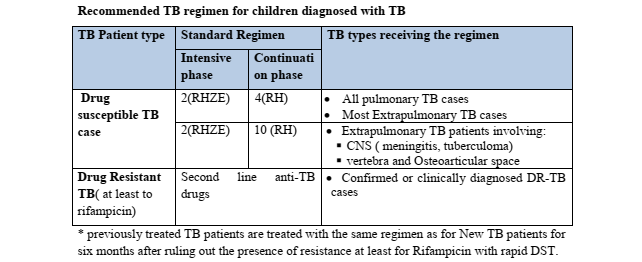 Recommended TB regimen for children diagnosed with TB
TB Patient type Standard Regimen TB types receiving the regimen
Intensive phase
Continuati on phase
Drug susceptible TB case
2(RHZE) 4(RH) • All pulmonary TB cases
• Most Extrapulmonary TB cases
2(RHZE) 10 (RH) • Extrapulmonary TB patients involving:
▪ CNS ( meningitis, tuberculoma)
▪ vertebra and Osteoarticular space
Drug Resistant TB( at least to rifampicin)
Second line anti-TB drugs
• Confirmed or clinically diagnosed DR-TB cases
* previously treated TB patients are treated with the same regimen as for New TB patients for
six months after ruling out the presence of resistance at least for Rifampicin with rapid DST.